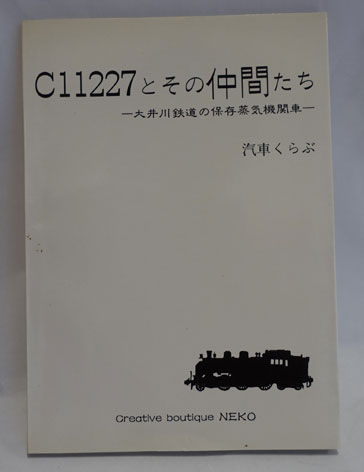 C11227とその仲間たち
―大井川鉄道の保存蒸気機関車―
汽車くらぶ
Creative boutique NEKO